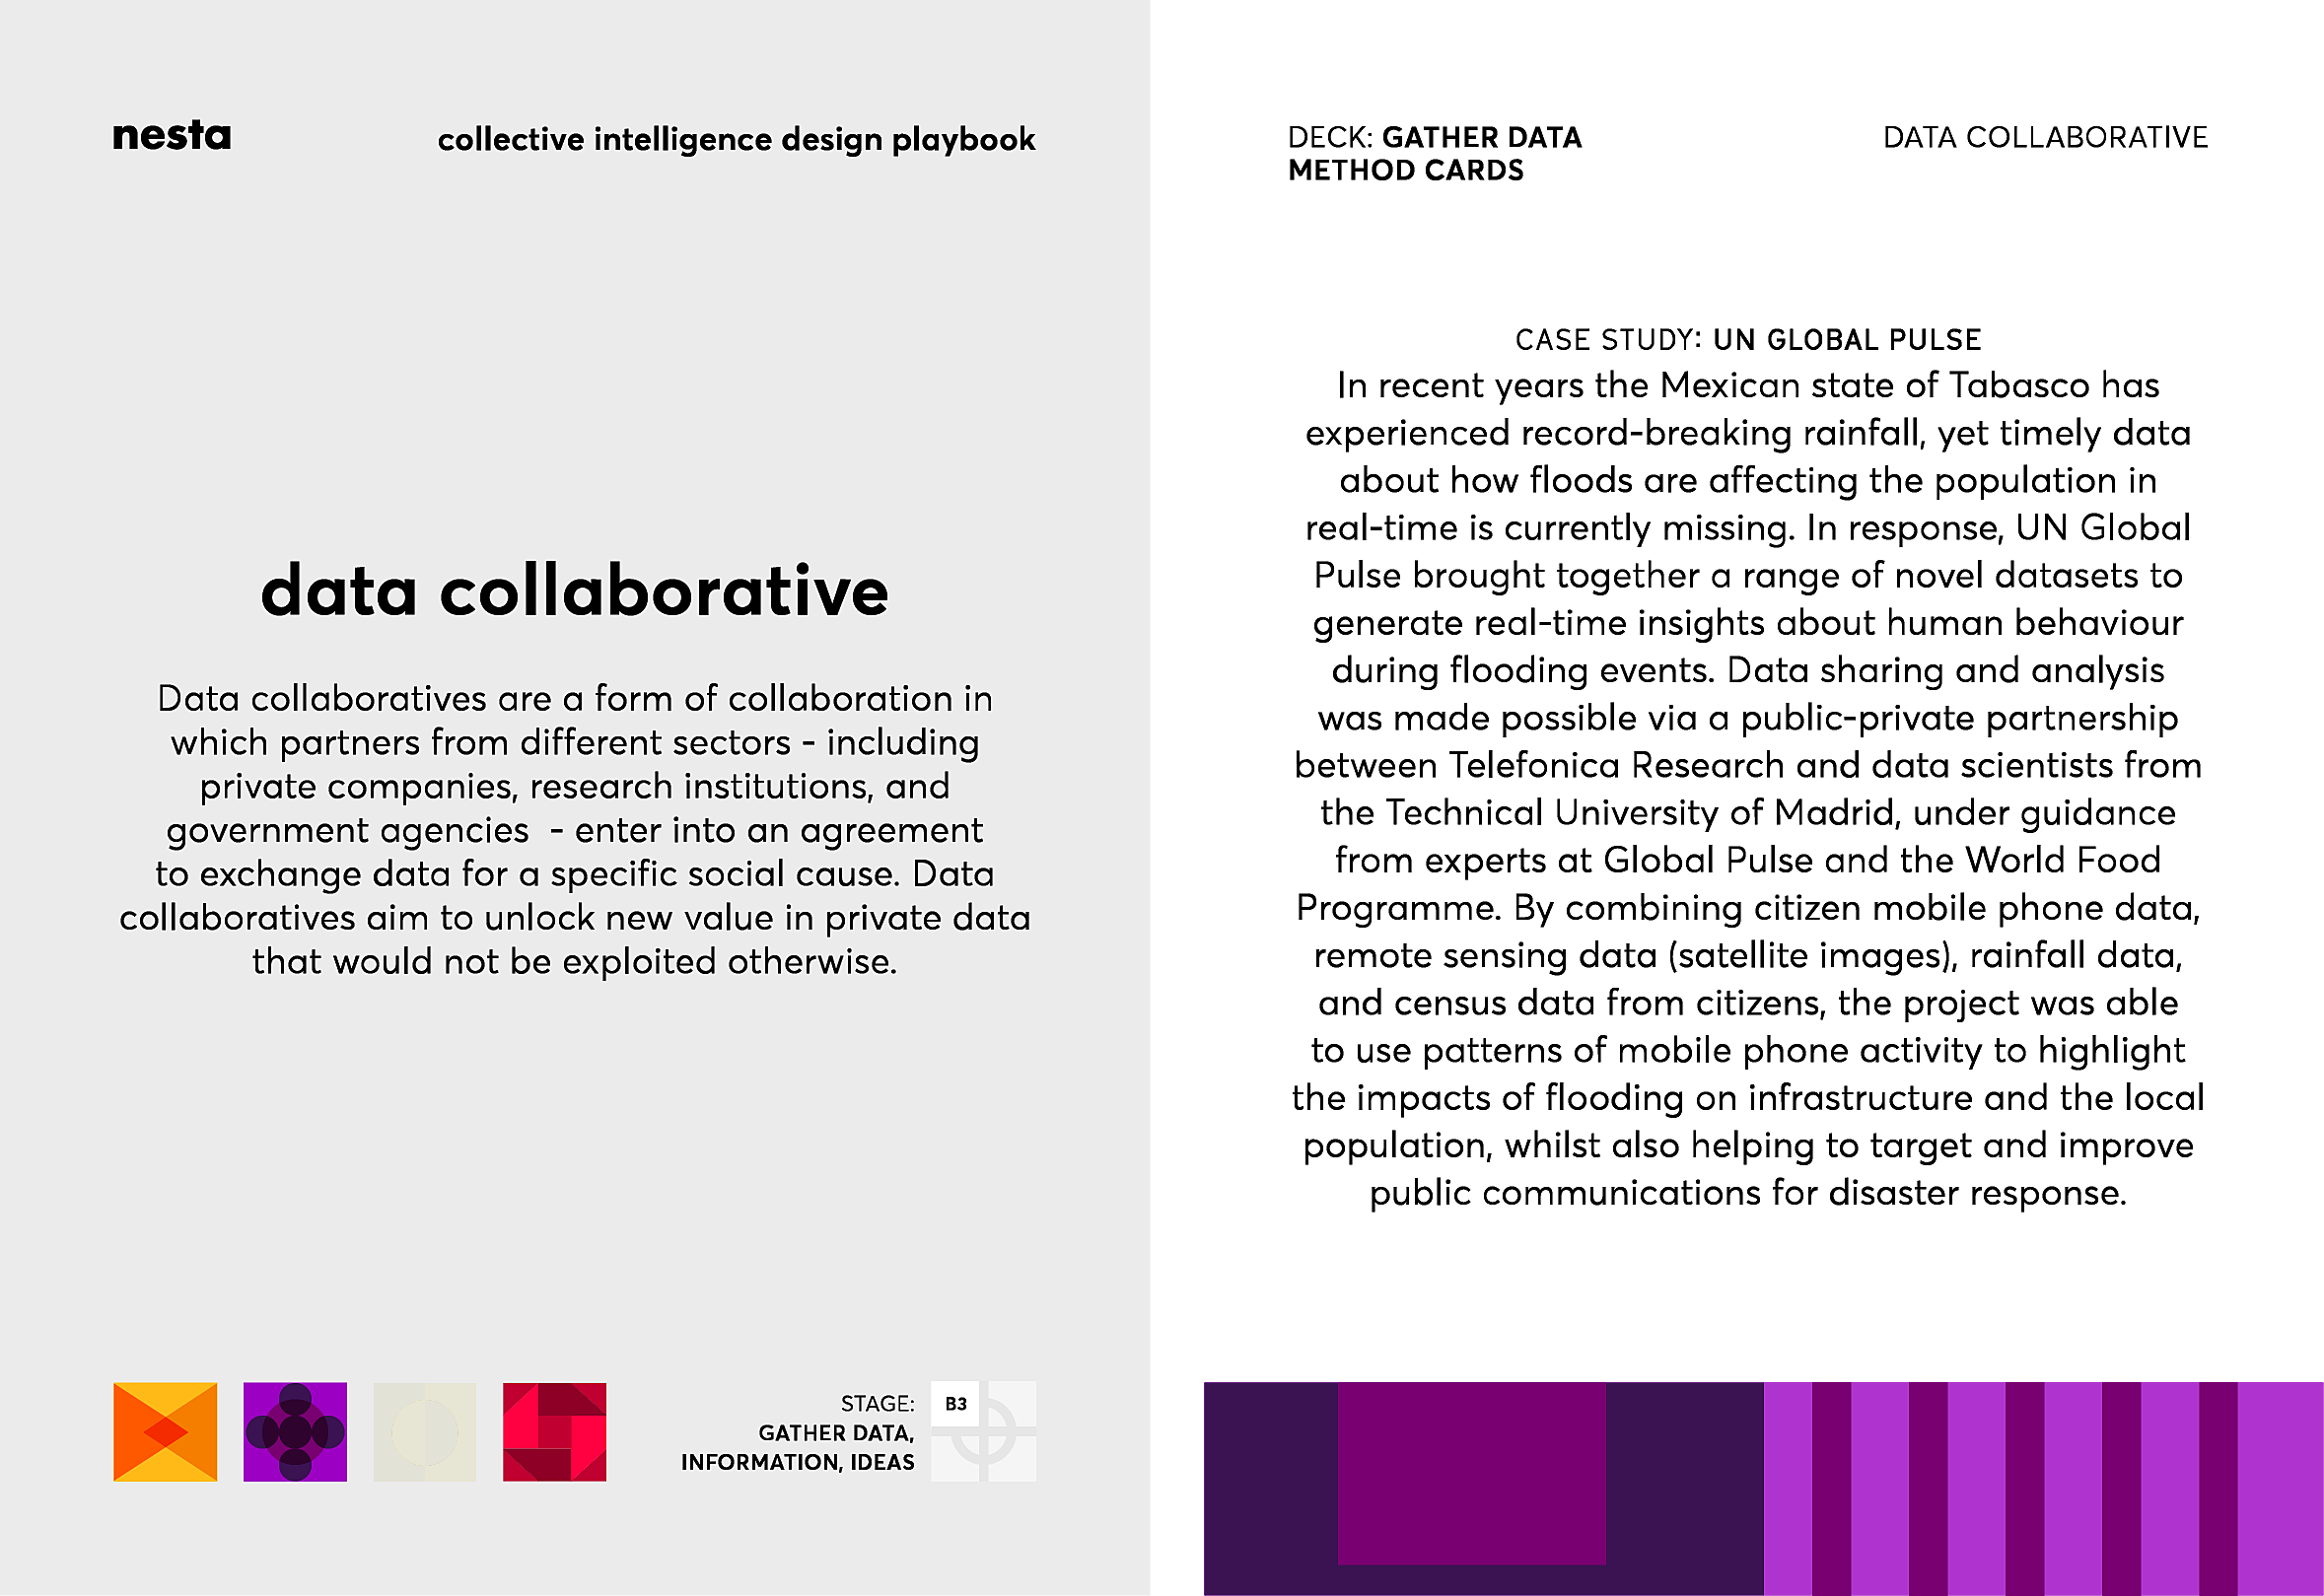 nesta
collective intelligence design playbook
data collaborative
Data collaboratives are a form of collaboration in
which partners from different sectors - including
private companies, research institutions, and
government agencies  - enter into an agreement
to exchange data for a specific social cause. Data
collaboratives aim to unlock new value in private data
that would not be exploited otherwise.
STAGE:
GATHER DATA,
INFORMATION, IDEAS
B3
DECK: GATHER DATA
METHOD CARDS
DATA COLLABORATIVE
CASE STUDY: UN GLOBAL PULSE
In recent years the Mexican state of Tabasco has
experienced record-breaking rainfall, yet timely data
about how floods are affecting the population in
real-time is currently missing. In response, UN Global
Pulse brought together a range of novel datasets to
generate real-time insights about human behaviour
during flooding events. Data sharing and analysis
was made possible via a public-private partnership
between Telefonica Research and data scientists from
the Technical University of Madrid, under guidance
from experts at Global Pulse and the World Food
Programme. By combining citizen mobile phone data,
remote sensing data (satellite images), rainfall data,
and census data from citizens, the project was able
to use patterns of mobile phone activity to highlight
the impacts of flooding on infrastructure and the local
population, whilst also helping to target and improve
public communications for disaster response.